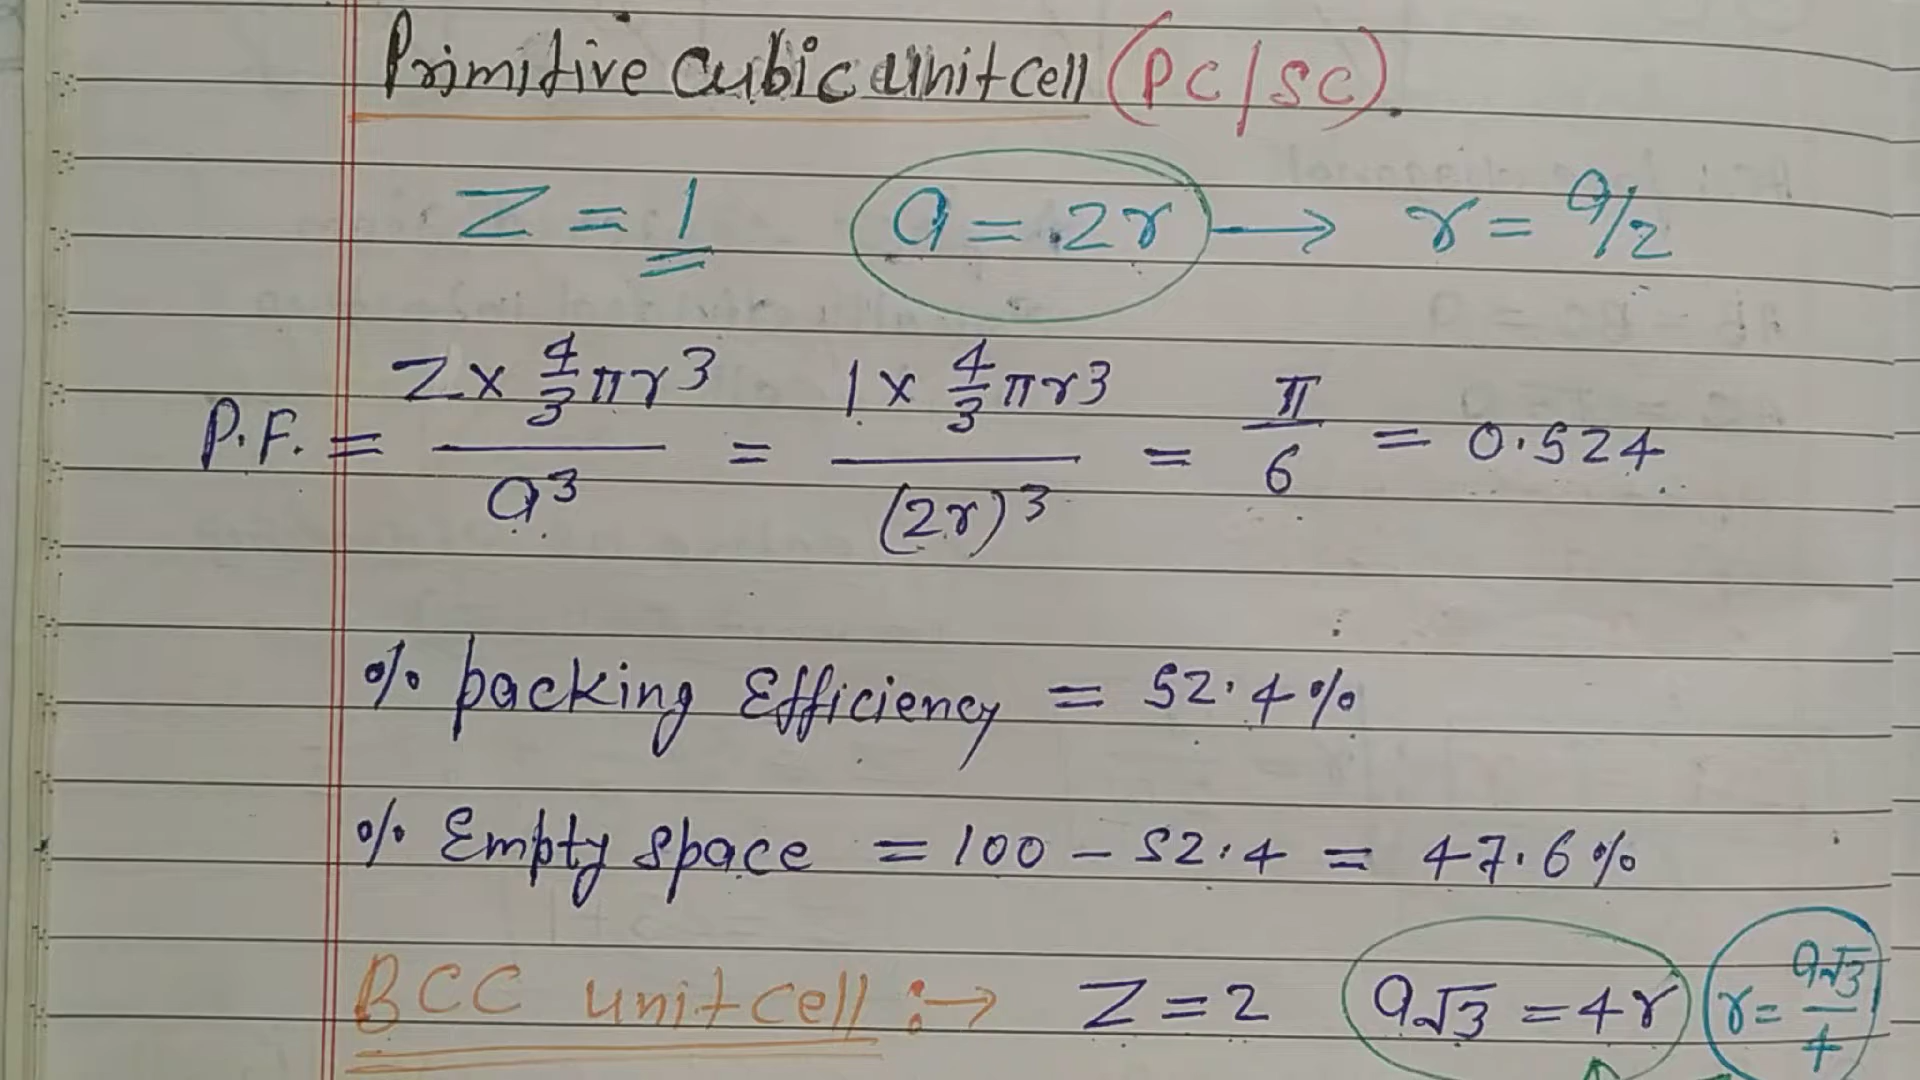 Primitive Cubic Unit Cell (PC/SC).
Z = 1 a = 2r → r = a/2
P.F. = Z × 4/3 πr³ / a³ = 1 × 4/3 πr³ / (2r)³ = π/6 = 0.524
% packing Efficiency = 52.4%
% Empty space = 100 - 52.4 = 47.6%
BCC unit cell :→ Z = 2 a√3 = 4r r = a√3/4